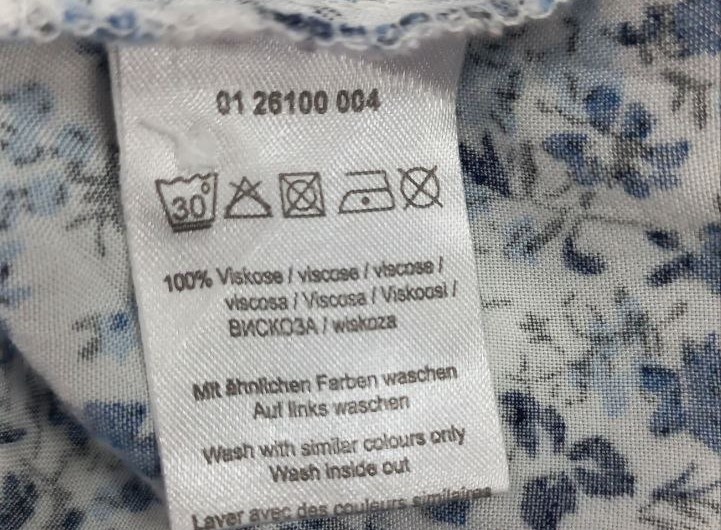 01 26100 004
30°
100% Viskose / viscose / viscose /
viscosa / Viscosa / Viskoosi /
ВИСКОЗА / wiskoza
Mit ähnlichen Farben waschen
Auf links waschen
Wash with similar colours only
Wash inside out
Laver avec des couleurs similaires